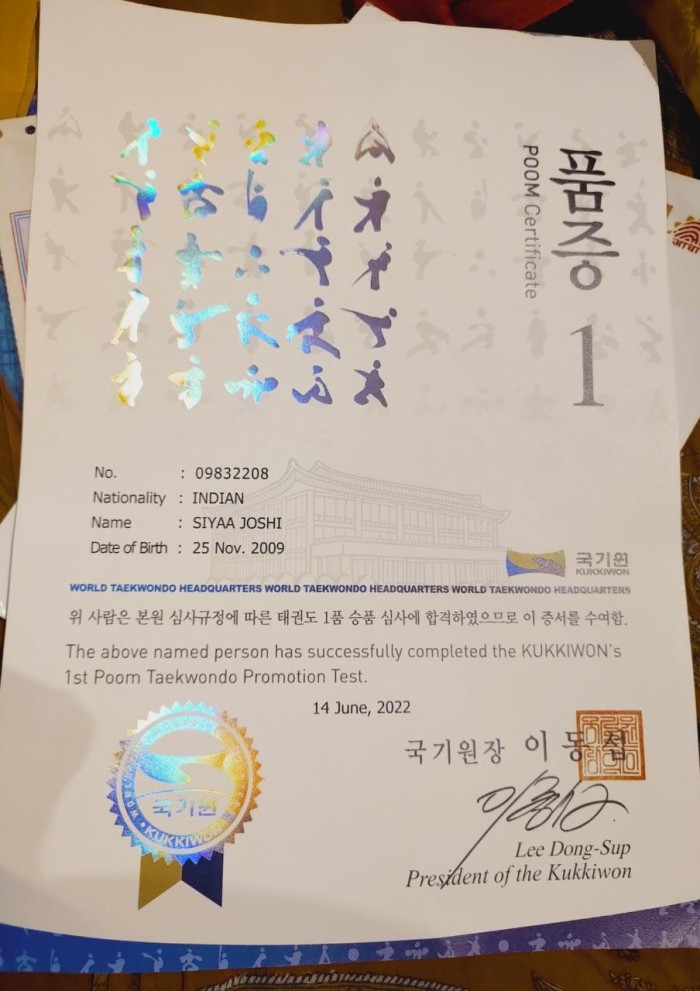 품증
POOM Certificate
1
No. : 09832208
Nationality : INDIAN
Name : SIYAA JOSHI
Date of Birth : 25 Nov. 2009
국기원
KUKKIWON
WORLD TAEKWONDO HEADQUARTERS WORLD TAEKWONDO HEADQUARTERS WORLD TAEKWONDO HEADQUARTERS
위 사람은 본원 심사규정에 따른 태권도 1품 승품 심사에 합격하였으므로 이 증서를 수여함.
The above named person has successfully completed the KUKKIWON's
1st Poom Taekwondo Promotion Test.
14 June, 2022
국기원장 이동섭
Lee Dong-Sup
President of the Kukkiwon
국기원
KUKKIWON